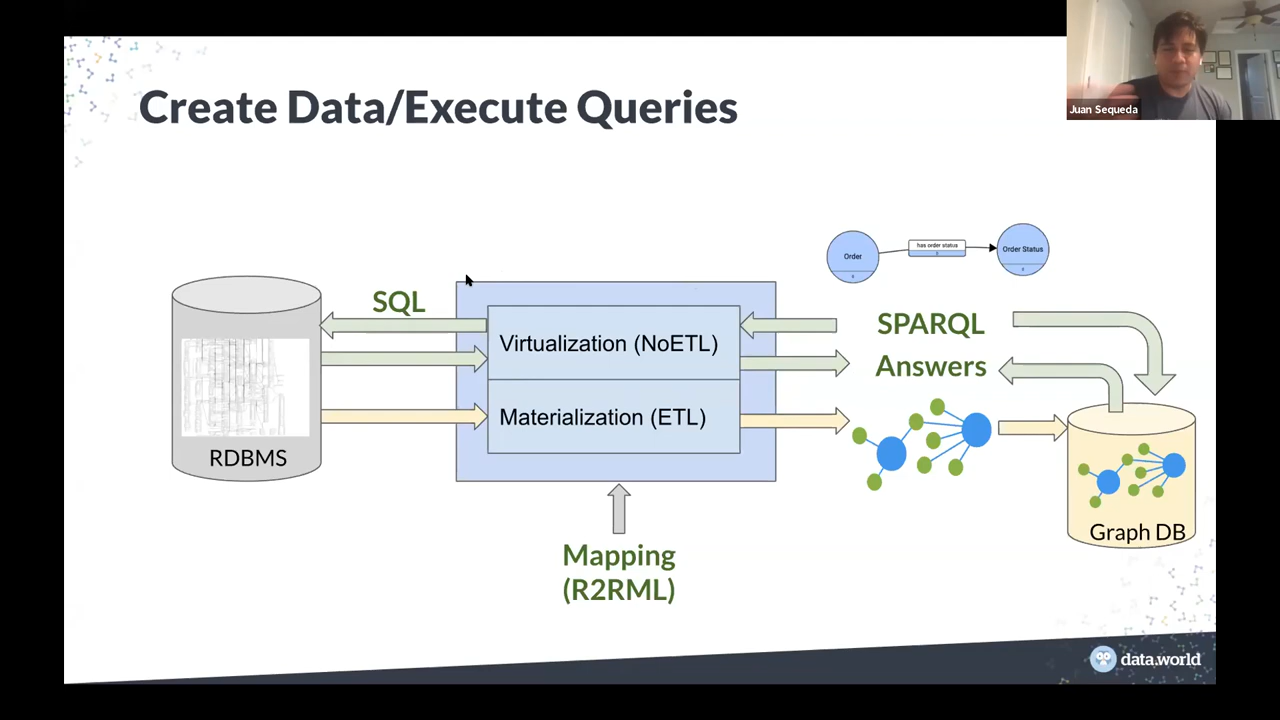 Juan Sequeda
Create Data/Execute Queries
has order status
Order
Order Status
SQL
SPARQL
Virtualization (NoETL)
Answers
Materialization (ETL)
RDBMS
Graph DB
Mapping
(R2RML)
data.world